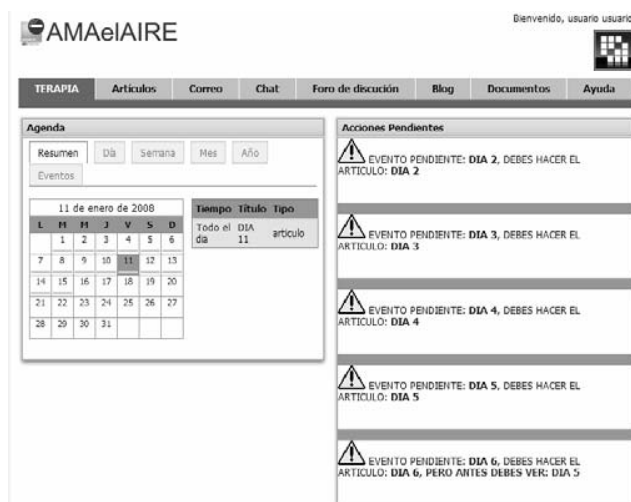 AMAelAIRE
Bienvenido, usuario usuario
TERAPIA Artículos Correo Chat Foro de discución Blog Documentos Ayuda
Agenda
Resumen Día Semana Mes Año
Eventos
11 de enero de 2008
L M M J V S D
1 2 3 4 5 6
7 8 9 10 11 12 13
14 15 16 17 18 19 20
21 22 23 24 25 26 27
28 29 30 31
Tiempo Título Tipo
Todo el DIA articulo
dia 11
Acciones Pendientes
EVENTO PENDIENTE: DIA 2, DEBES HACER EL
ARTICULO: DIA 2
EVENTO PENDIENTE: DIA 3, DEBES HACER EL
ARTICULO: DIA 3
EVENTO PENDIENTE: DIA 4, DEBES HACER EL
ARTICULO: DIA 4
EVENTO PENDIENTE: DIA 5, DEBES HACER EL
ARTICULO: DIA 5
EVENTO PENDIENTE: DIA 6, DEBES HACER EL
ARTICULO: DIA 6, PERO ANTES DEBES VER: DIA 5